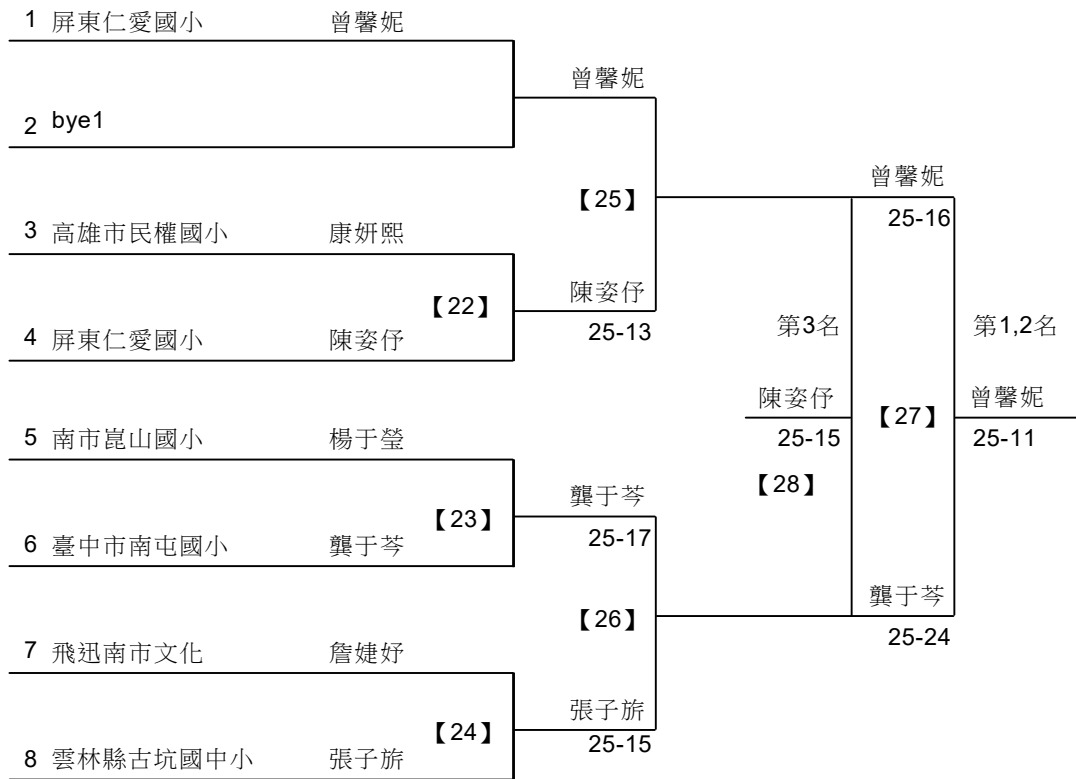 1 屏東仁愛國小 曾馨妮
曾馨妮
2 bye1
曾馨妮
【25】
25-16
3 高雄市民權國小 康妍熙
陳姿伃
【22】
25-13
第3名
第1,2名
4 屏東仁愛國小 陳姿伃
陳姿伃
【27】
曾馨妮
5 南市崑山國小 楊于瑩
25-15
25-11
【28】
龔于芩
【23】
25-17
6 臺中市南屯國小 龔于芩
龔于芩
【26】
25-24
7 飛迅南市文化 詹婕妤
張子旂
【24】
25-15
8 雲林縣古坑國中小 張子旂